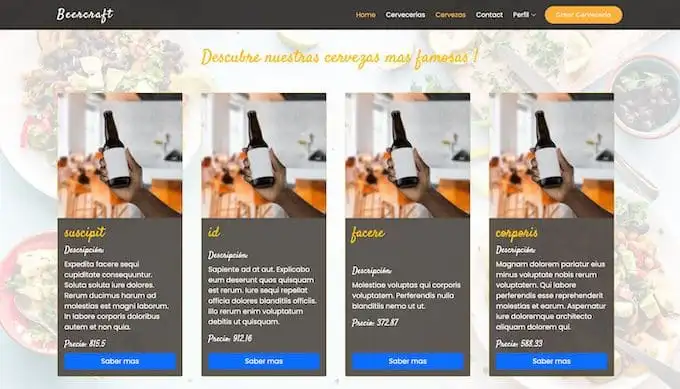 Beercraft
Home Cervecerias Cervezas Contact Perfil Crear Cerveceria
Descubre nuestras cervezas mas famosas !
suscipit
Descripción:
Expedita facere sequi
cupiditate consequuntur.
Soluta soluta iure dolores.
Rerum ducimus harum ad
molestias est magni laborum.
In labore corporis doloribus
autem et non quia.
Precio: 815.5
Saber mas
id
Descripción:
Sapiente ad at aut. Explicabo
eum deserunt quos quisquam
est rerum. Iure sequi repellat
officia dolores blanditiis officiis.
Illo rerum enim voluptatum
debitis ut quisquam.
Precio: 912.16
Saber mas
facere
Descripción:
Molestiae voluptas qui corporis
voluptatem. Perferendis nulla
blanditiis nemo ut ut.
Precio: 372.87
Saber mas
corporis
Descripción:
Magnam dolorem pariatur eius
minus voluptate nobis rerum
voluptatem. Qui labore
perferendis esse reprehenderit
molestias et earum. Aspernatur
iure doloremque architecto
aliquam dolorem qui.
Precio: 588.33
Saber mas